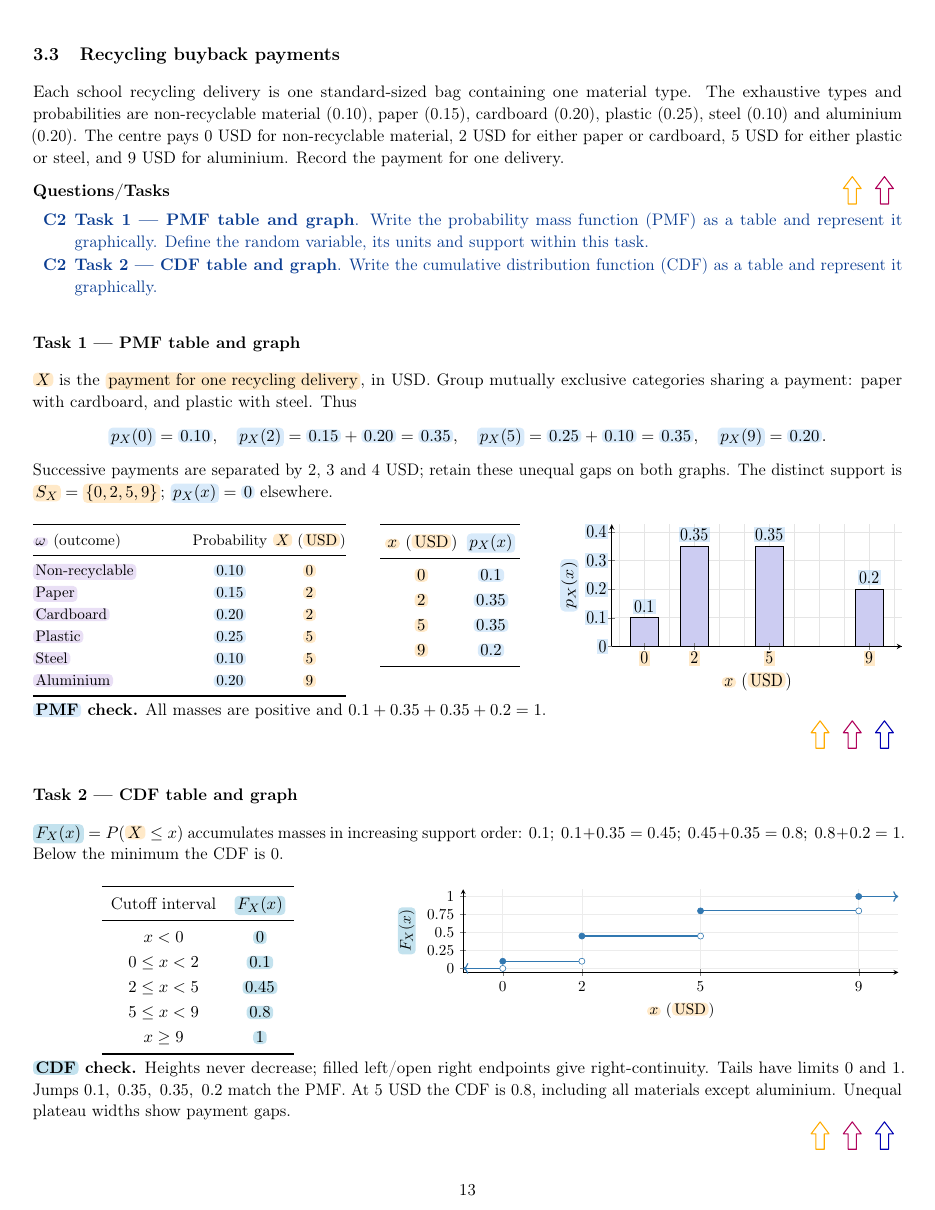 3.3 Recycling buyback payments
Each school recycling delivery is one standard-sized bag containing one material type. The exhaustive types and
probabilities are non-recyclable material (0.10), paper (0.15), cardboard (0.20), plastic (0.25), steel (0.10) and aluminium
(0.20). The centre pays 0 USD for non-recyclable material, 2 USD for either paper or cardboard, 5 USD for either plastic
or steel, and 9 USD for aluminium. Record the payment for one delivery.
Questions/Tasks
C2 Task 1 — PMF table and graph. Write the probability mass function (PMF) as a table and represent it
graphically. Define the random variable, its units and support within this task.
C2 Task 2 — CDF table and graph. Write the cumulative distribution function (CDF) as a table and represent it
graphically.
Task 1 — PMF table and graph
X is the payment for one recycling delivery, in USD. Group mutually exclusive categories sharing a payment: paper
with cardboard, and plastic with steel. Thus
p_X(0) = 0.10, p_X(2) = 0.15 + 0.20 = 0.35, p_X(5) = 0.25 + 0.10 = 0.35, p_X(9) = 0.20.
Successive payments are separated by 2, 3 and 4 USD; retain these unequal gaps on both graphs. The distinct support is
S_X = {0, 2, 5, 9}; p_X(x) = 0 elsewhere.
ω (outcome) Probability X (USD)
Non-recyclable 0.10 0
Paper 0.15 2
Cardboard 0.20 2
Plastic 0.25 5
Steel 0.10 5
Aluminium 0.20 9
x (USD) p_X(x)
0 0.1
2 0.35
5 0.35
9 0.2
p_X(x)
0.4
0.3
0.2
0.1
0
0.1 0.35 0.35 0.2
0 2 5 9
x (USD)
PMF check. All masses are positive and 0.1 + 0.35 + 0.35 + 0.2 = 1.
Task 2 — CDF table and graph
F_X(x) = P(X ≤ x) accumulates masses in increasing support order: 0.1; 0.1+0.35 = 0.45; 0.45+0.35 = 0.8; 0.8+0.2 = 1.
Below the minimum the CDF is 0.
Cutoff interval F_X(x)
x < 0 0
0 ≤ x < 2 0.1
2 ≤ x < 5 0.45
5 ≤ x < 9 0.8
x ≥ 9 1
F_X(x)
1
0.75
0.5
0.25
0
0 2 5 9
x (USD)
CDF check. Heights never decrease; filled left/open right endpoints give right-continuity. Tails have limits 0 and 1.
Jumps 0.1, 0.35, 0.35, 0.2 match the PMF. At 5 USD the CDF is 0.8, including all materials except aluminium. Unequal
plateau widths show payment gaps.
13